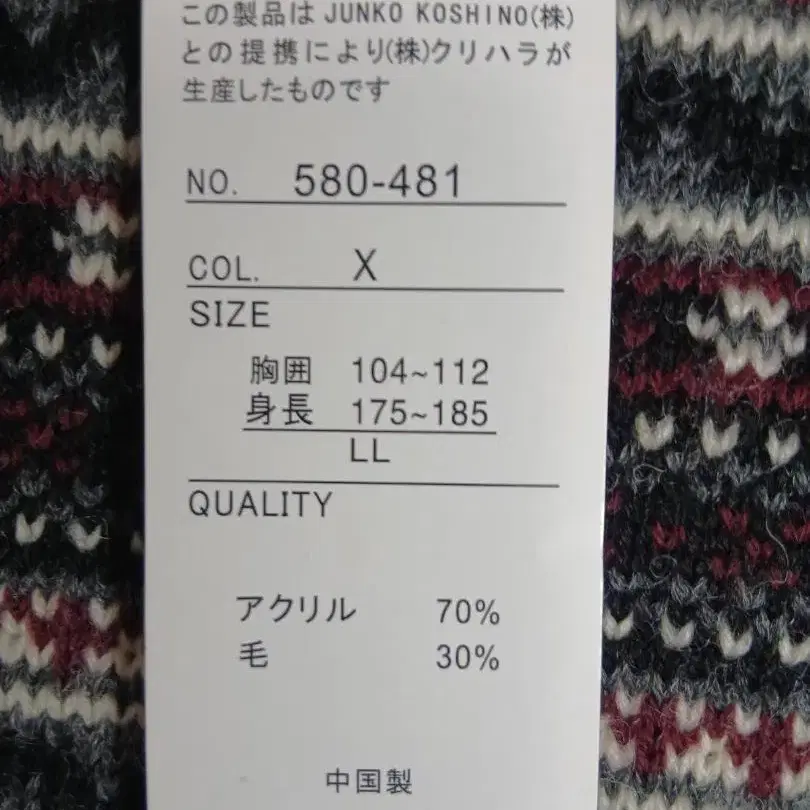 この製品は JUNKO KOSHINO(株)
との提携により(株)クリハラが
生産したものです
NO. 580-481
COL. X
SIZE
胸囲 104~112
身長 175~185
LL
QUALITY
アクリル 70%
毛 30%
中国製